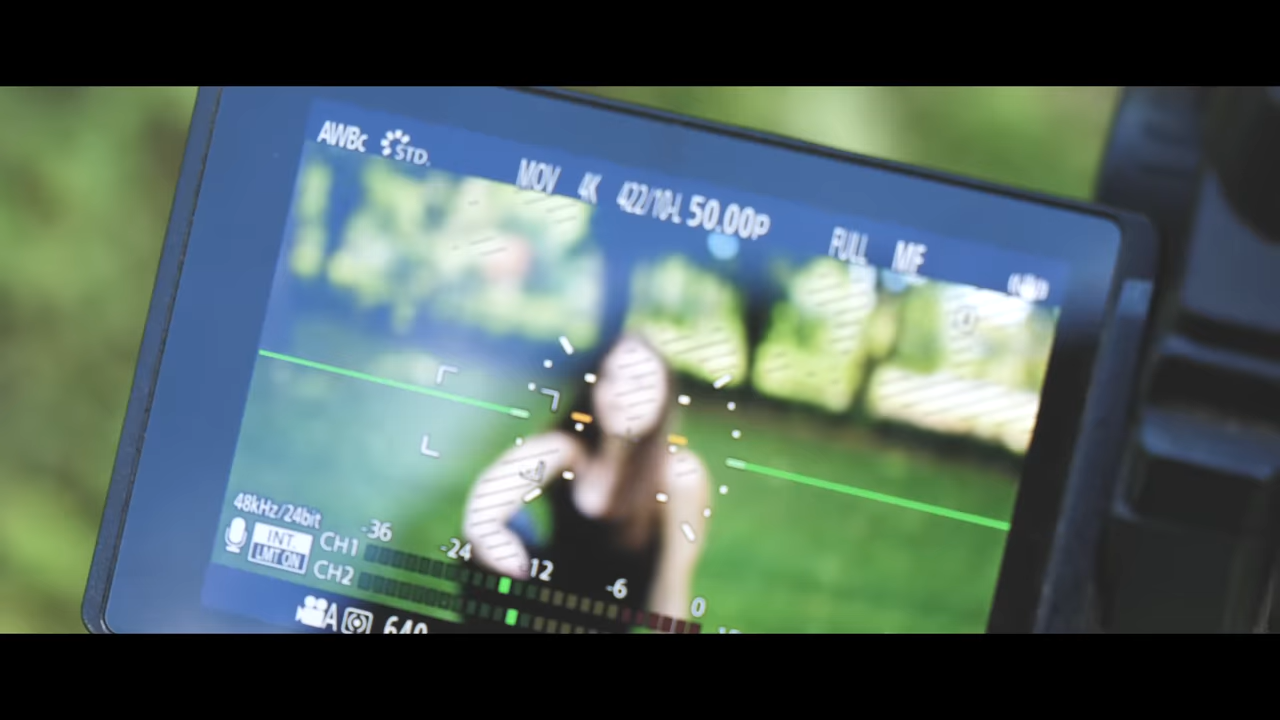 AWBc STD. MOV 4K 422/10-L 50.00P FULL MF
48kHz/24bit
INT.
LMT ON
CH1 -36 -24 -12 -6 0
CH2
A 640